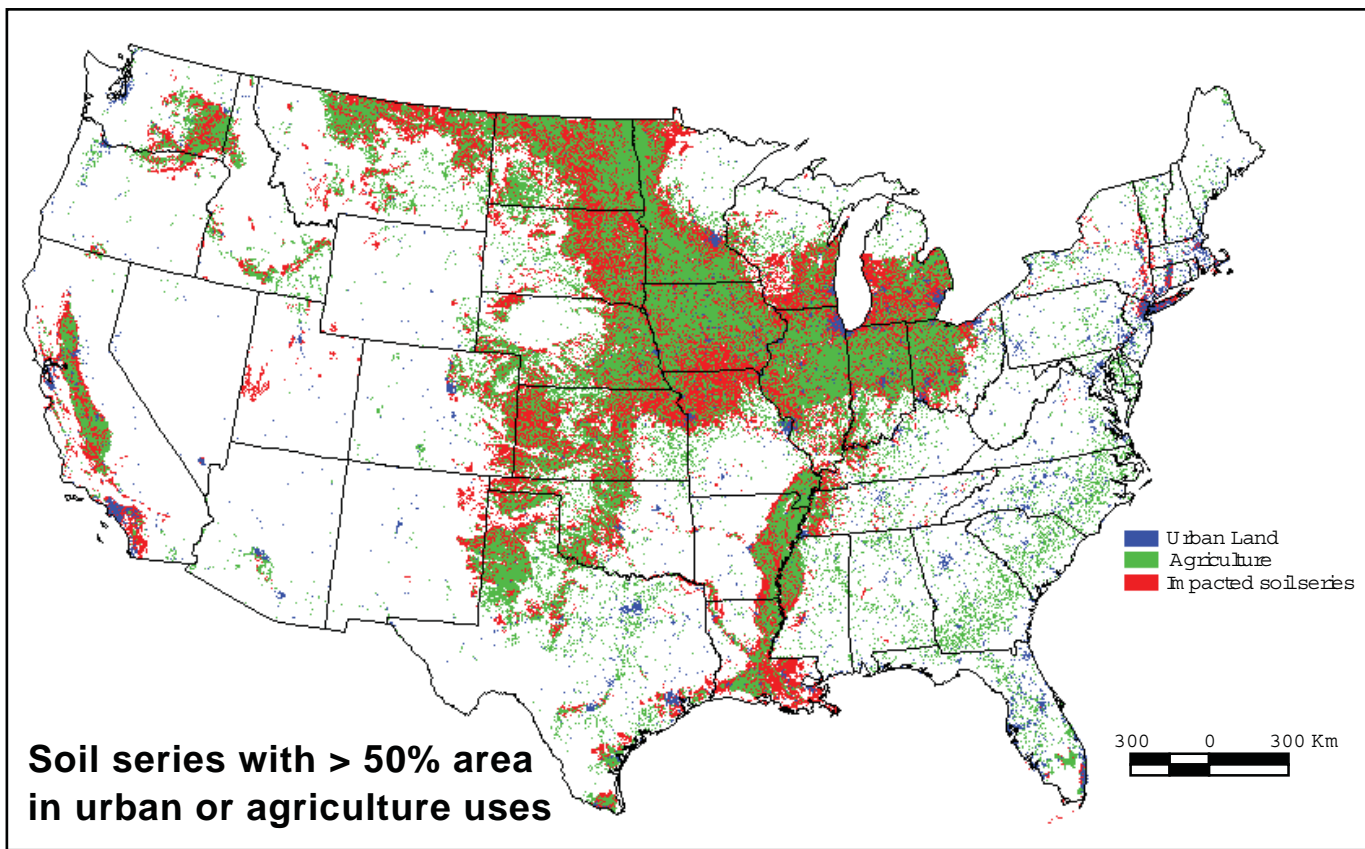 Urban Land
Agriculture
Impacted soil series
300 0 300 Km
Soil series with > 50% area
in urban or agriculture uses